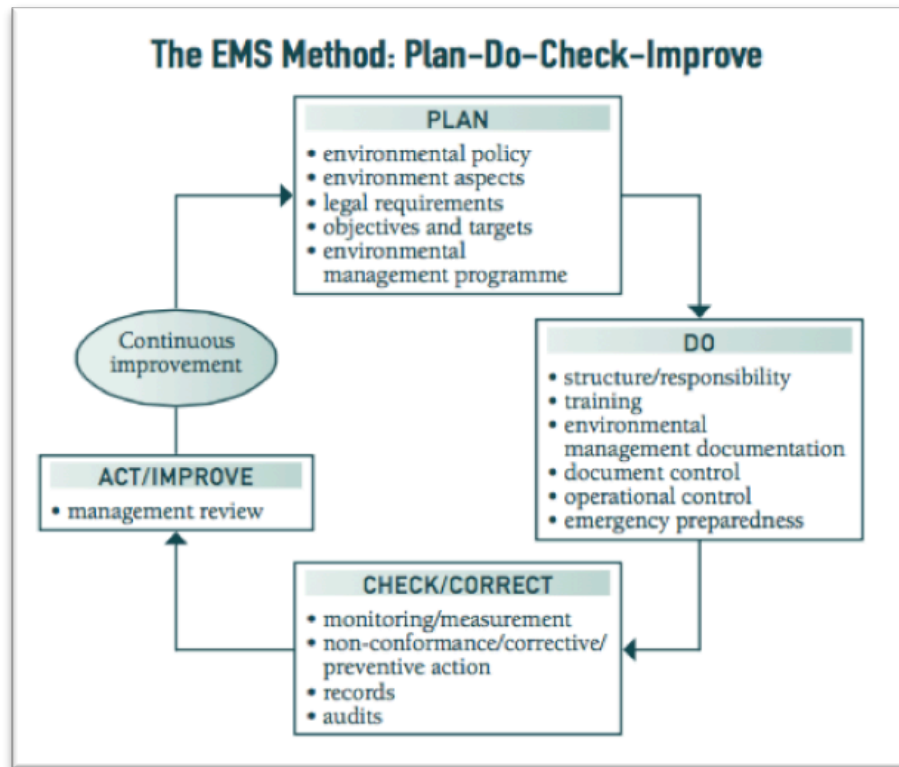 The EMS Method: Plan-Do-Check-Improve
PLAN
• environmental policy
• environment aspects
• legal requirements
• objectives and targets
• environmental
management programme
DO
• structure/responsibility
• training
• environmental
management documentation
• document control
• operational control
• emergency preparedness
CHECK/CORRECT
• monitoring/measurement
• non-conformance/corrective/
preventive action
• records
• audits
ACT/IMPROVE
• management review
Continuous
improvement